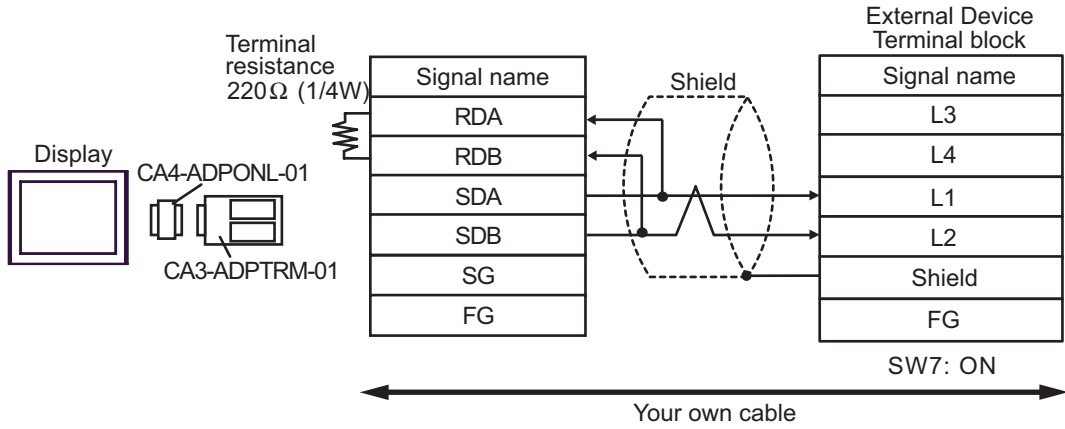 External Device
Terminal block
Terminal
resistance
220Ω (1/4W)
Signal name
RDA
RDB
SDA
SDB
SG
FG
Shield
Signal name
L3
L4
L1
L2
Shield
FG
Display
CA4-ADPONL-01
CA3-ADPTRM-01
SW7: ON
Your own cable